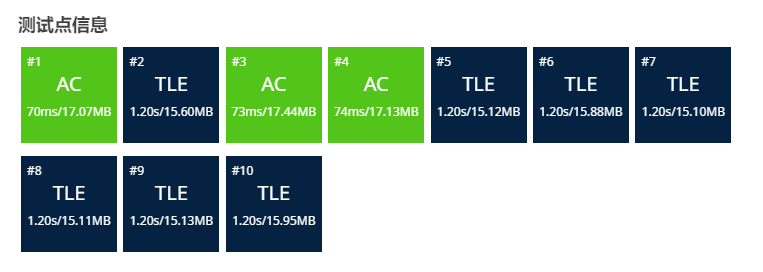 测试点信息
#1 #2 #3 #4 #5 #6 #7
AC TLE AC AC TLE TLE TLE
70ms/17.07MB 1.20s/15.60MB 73ms/17.44MB 74ms/17.13MB 1.20s/15.12MB 1.20s/15.88MB 1.20s/15.10MB
#8 #9 #10
TLE TLE TLE
1.20s/15.11MB 1.20s/15.13MB 1.20s/15.95MB